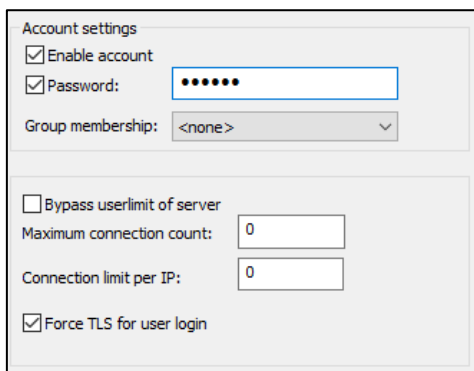 Account settings
Enable account
Password: ••••••
Group membership: <none>
Bypass userlimit of server
Maximum connection count: 0
Connection limit per IP: 0
Force TLS for user login